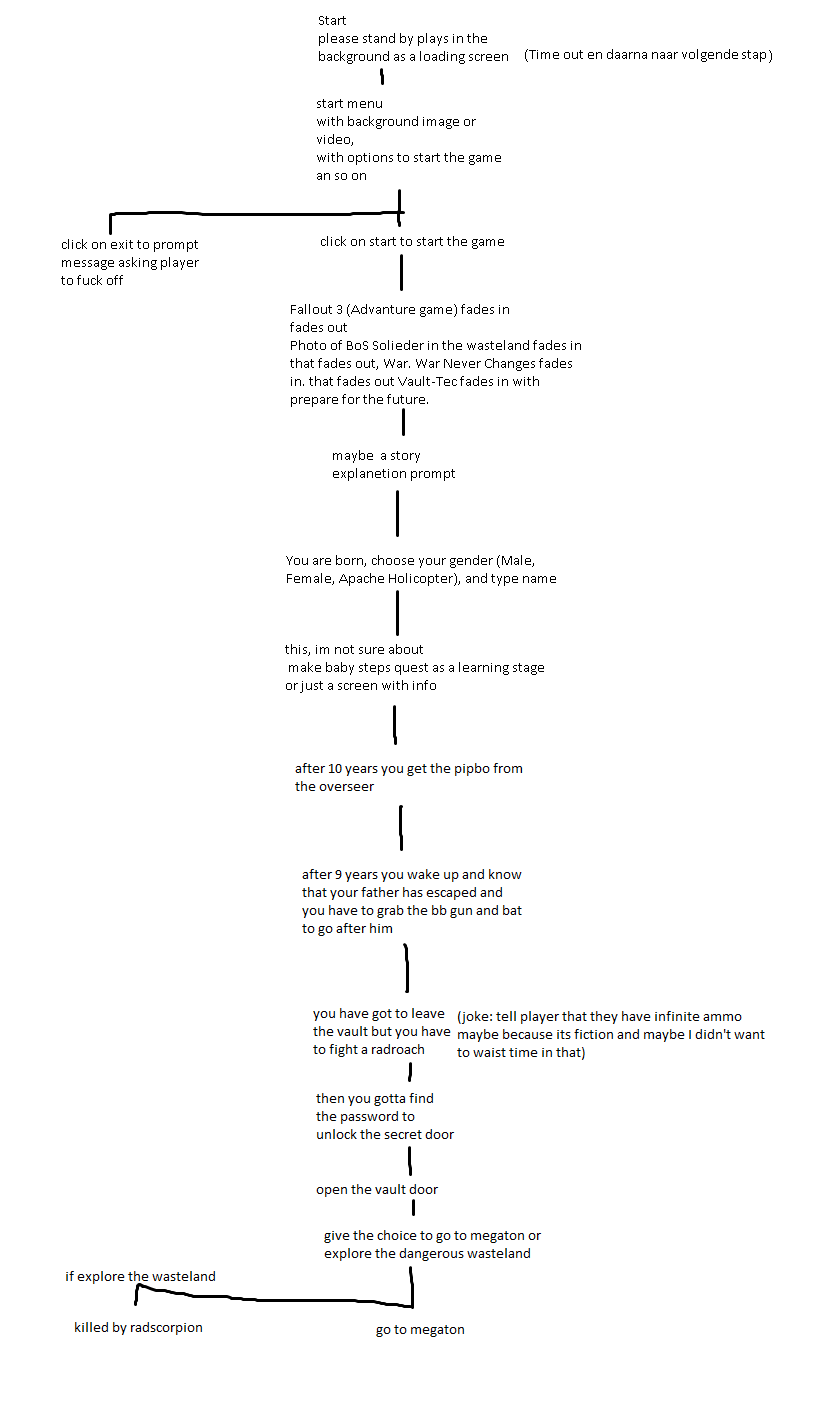 Start
please stand by plays in the
background as a loading screen
(Time out en daarna naar volgende stap)
start menu
with background image or
video,
with options to start the game
an so on
click on exit to prompt
message asking player
to fuck off
click on start to start the game
Fallout 3 (Advanture game) fades in
fades out
Photo of BoS Solieder in the wasteland fades in
that fades out, War. War Never Changes fades
in. that fades out Vault-Tec fades in with
prepare for the future.
maybe a story
explanetion prompt
You are born, choose your gender (Male,
Female, Apache Holicopter), and type name
this, im not sure about
make baby steps quest as a learning stage
or just a screen with info
after 10 years you get the pipbo from
the overseer
after 9 years you wake up and know
that your father has escaped and
you have to grab the bb gun and bat
to go after him
you have got to leave
the vault but you have
to fight a radroach
(joke: tell player that they have infinite ammo
maybe because its fiction and maybe I didn't want
to waist time in that)
then you gotta find
the password to
unlock the secret door
open the vault door
give the choice to go to megaton or
explore the dangerous wasteland
if explore the wasteland
killed by radscorpion
go to megaton